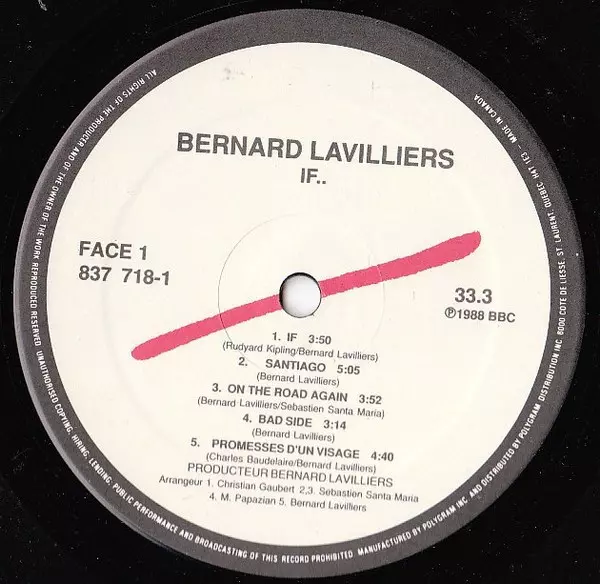 BERNARD LAVILLIERS
IF..
FACE 1
837 718-1
33.3
℗1988 BBC
1. IF 3:50
(Rudyard Kipling/Bernard Lavilliers)
2. SANTIAGO 5:05
(Bernard Lavilliers)
3. ON THE ROAD AGAIN 3:52
(Bernard Lavilliers/Sebastien Santa Maria)
4. BAD SIDE 3:14
(Bernard Lavilliers)
5. PROMESSES D'UN VISAGE 4:40
(Charles Baudelaire/Bernard Lavilliers)
PRODUCTEUR BERNARD LAVILLIERS
Arrangeur 1. Christian Gaubert 2,3. Sebastien Santa Maria
4. M. Papazian 5. Bernard Lavilliers
ALL RIGHTS OF THE PRODUCER AND OF THE OWNER OF THE WORK REPRODUCED RESERVED. UNAUTHORISED COPYING, HIRING, LENDING, PUBLIC PERFORMANCE AND BROADCASTING OF THIS RECORD PROHIBITED. MANUFACTURED BY POLYGRAM INC. AND DISTRIBUTED BY POLYGRAM DISTRIBUTION INC. 6000 COTE DE LIESSE, ST. LAURENT, QUEBEC, H4T 1E3 – MADE IN CANADA